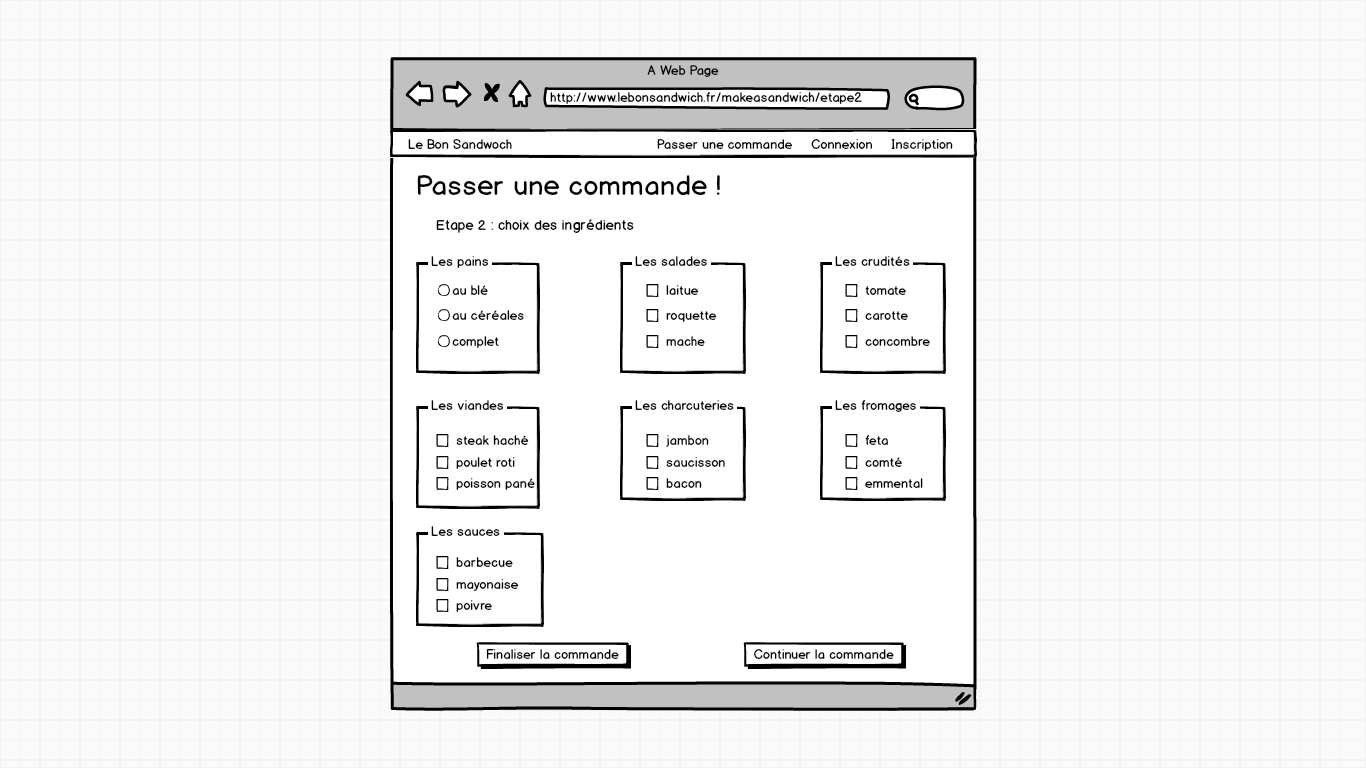 A Web Page
http://www.lebonsandwich.fr/makeasandwich/etape2
Le Bon Sandwoch Passer une commande Connexion Inscription
Passer une commande !
Etape 2 : choix des ingrédients
Les pains
au blé
au céréales
complet
Les salades
laitue
roquette
mache
Les crudités
tomate
carotte
concombre
Les viandes
steak haché
poulet roti
poisson pané
Les charcuteries
jambon
saucisson
bacon
Les fromages
feta
comté
emmental
Les sauces
barbecue
mayonaise
poivre
Finaliser la commande
Continuer la commande